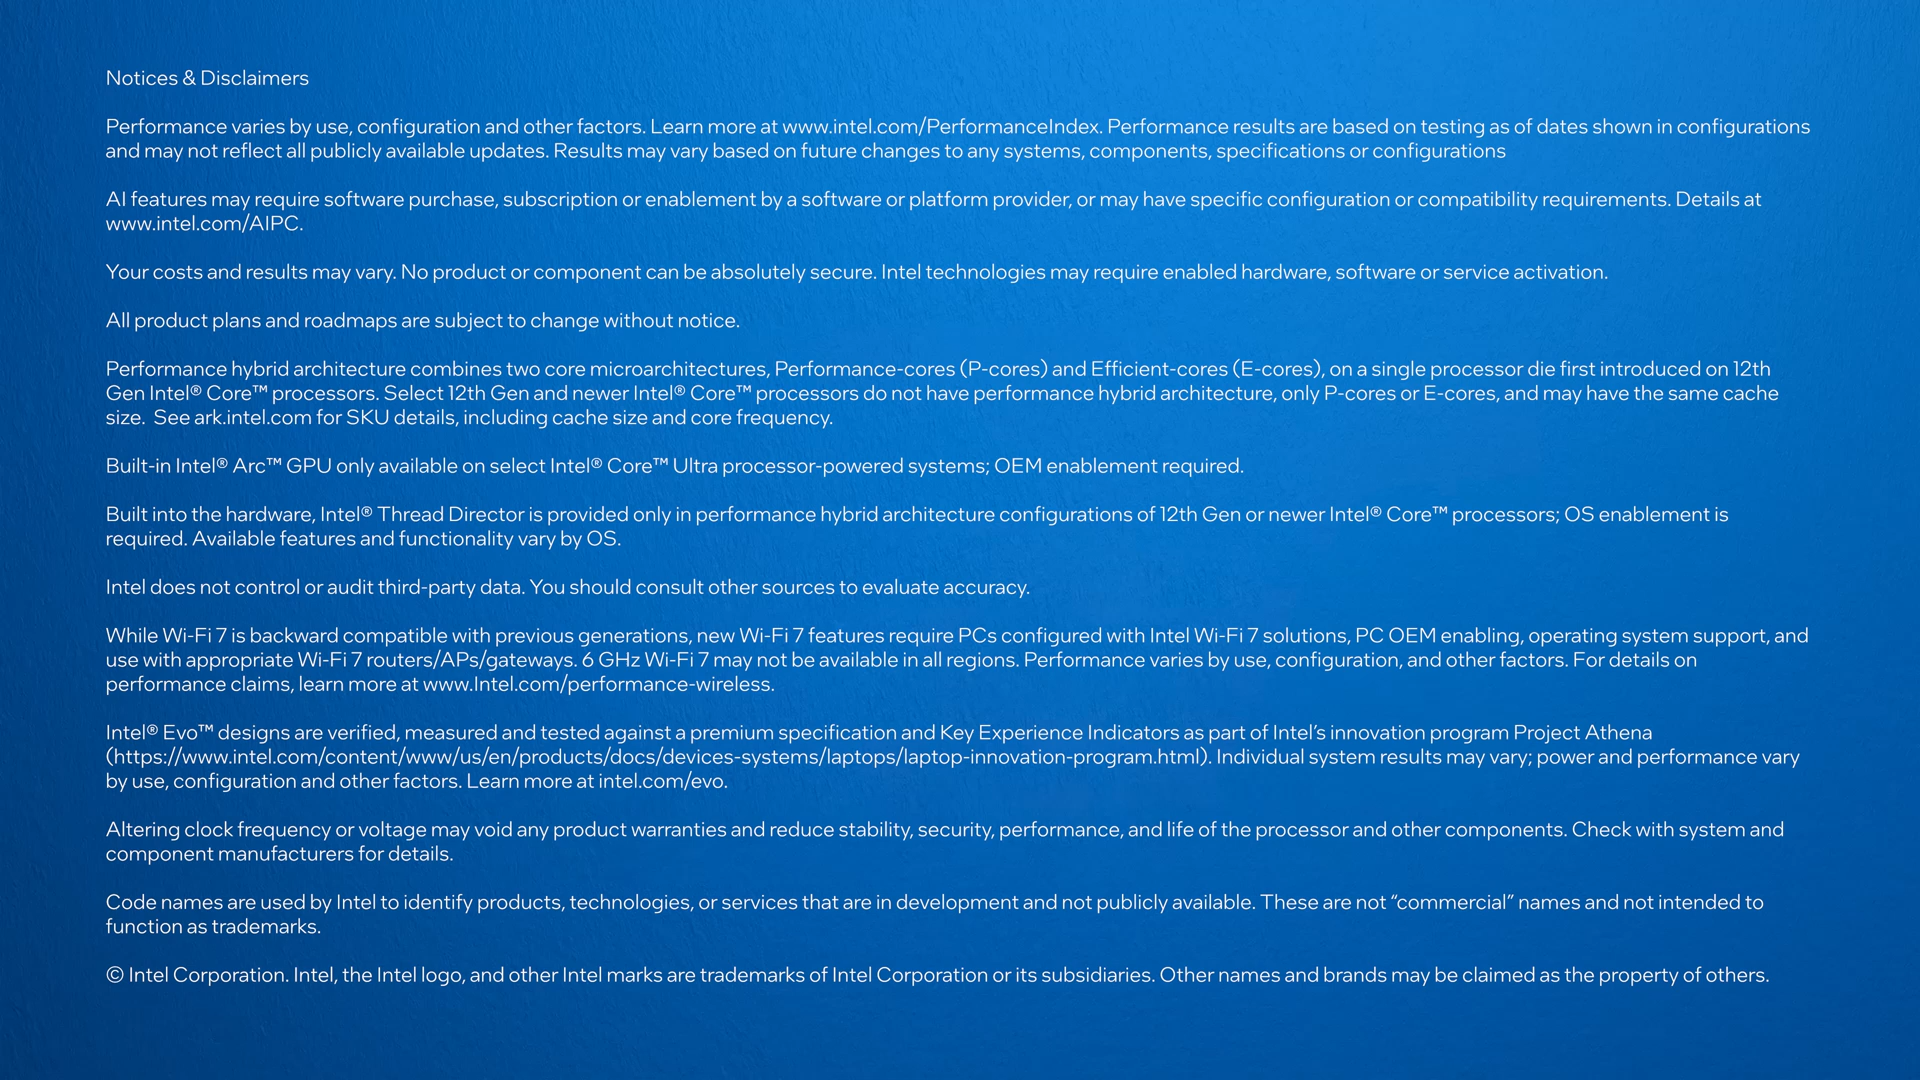 Notices & Disclaimers
Performance varies by use, configuration and other factors. Learn more at www.intel.com/PerformanceIndex. Performance results are based on testing as of dates shown in configurations
and may not reflect all publicly available updates. Results may vary based on future changes to any systems, components, specifications or configurations
AI features may require software purchase, subscription or enablement by a software or platform provider, or may have specific configuration or compatibility requirements. Details at
www.intel.com/AIPC.
Your costs and results may vary. No product or component can be absolutely secure. Intel technologies may require enabled hardware, software or service activation.
All product plans and roadmaps are subject to change without notice.
Performance hybrid architecture combines two core microarchitectures, Performance-cores (P-cores) and Efficient-cores (E-cores), on a single processor die first introduced on 12th
Gen Intel® Core™ processors. Select 12th Gen and newer Intel® Core™ processors do not have performance hybrid architecture, only P-cores or E-cores, and may have the same cache
size.  See ark.intel.com for SKU details, including cache size and core frequency.
Built-in Intel® Arc™ GPU only available on select Intel® Core™ Ultra processor-powered systems; OEM enablement required.
Built into the hardware, Intel® Thread Director is provided only in performance hybrid architecture configurations of 12th Gen or newer Intel® Core™ processors; OS enablement is
required. Available features and functionality vary by OS.
Intel does not control or audit third-party data. You should consult other sources to evaluate accuracy.
While Wi-Fi 7 is backward compatible with previous generations, new Wi-Fi 7 features require PCs configured with Intel Wi-Fi 7 solutions, PC OEM enabling, operating system support, and
use with appropriate Wi-Fi 7 routers/APs/gateways. 6 GHz Wi-Fi 7 may not be available in all regions. Performance varies by use, configuration, and other factors. For details on
performance claims, learn more at www.Intel.com/performance-wireless.
Intel® Evo™ designs are verified, measured and tested against a premium specification and Key Experience Indicators as part of Intel’s innovation program Project Athena
(https://www.intel.com/content/www/us/en/products/docs/devices-systems/laptops/laptop-innovation-program.html). Individual system results may vary; power and performance vary
by use, configuration and other factors. Learn more at intel.com/evo.
Altering clock frequency or voltage may void any product warranties and reduce stability, security, performance, and life of the processor and other components. Check with system and
component manufacturers for details.
Code names are used by Intel to identify products, technologies, or services that are in development and not publicly available. These are not “commercial” names and not intended to
function as trademarks.
© Intel Corporation. Intel, the Intel logo, and other Intel marks are trademarks of Intel Corporation or its subsidiaries. Other names and brands may be claimed as the property of others.